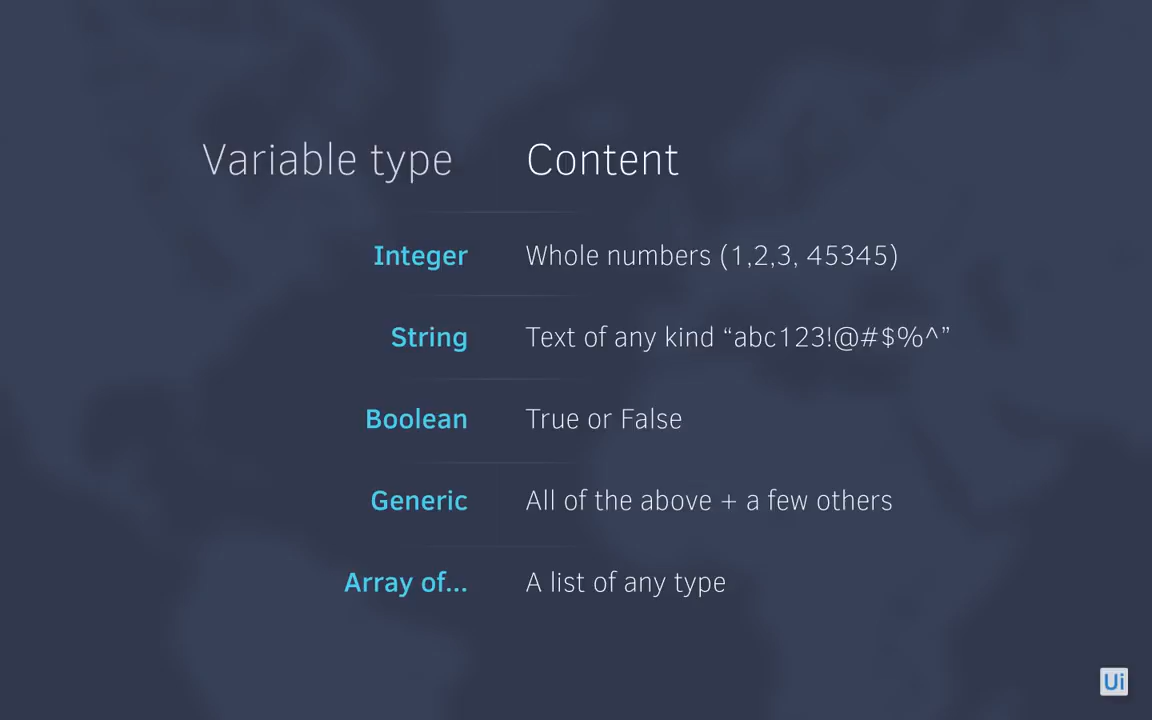 Variable type Content
Integer Whole numbers (1,2,3, 45345)
String Text of any kind “abc123!@#$%^”
Boolean True or False
Generic All of the above + a few others
Array of... A list of any type
Ui